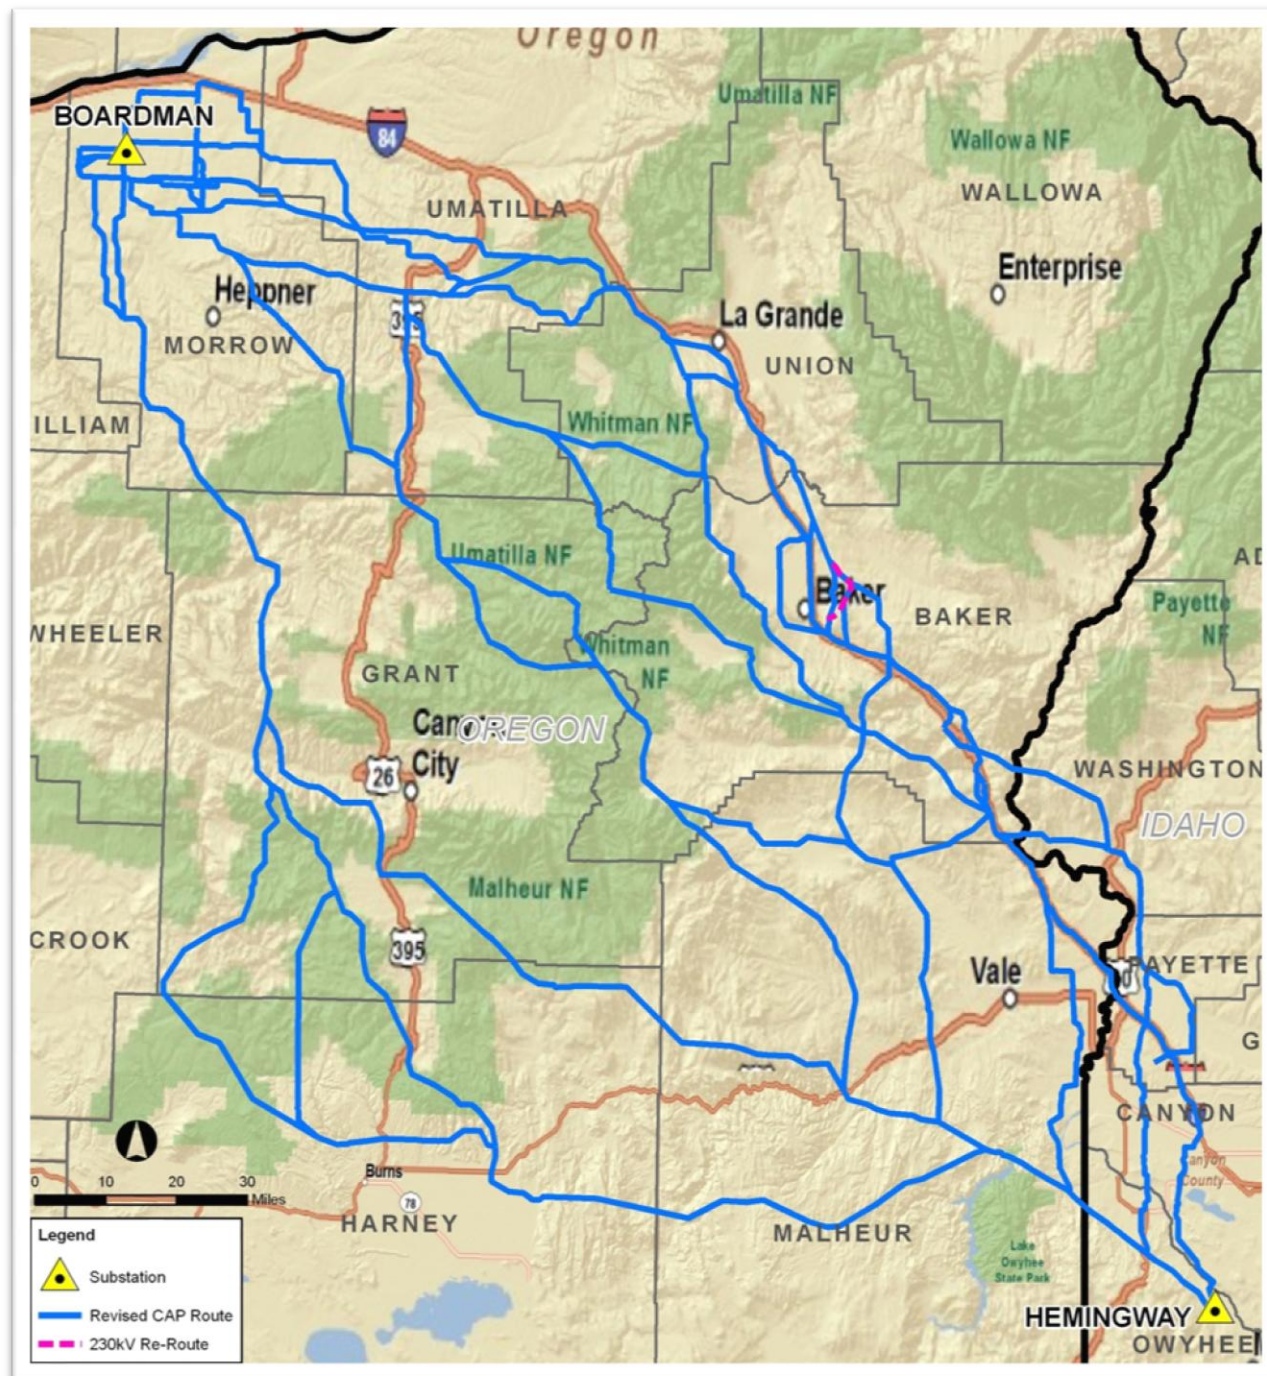 Oregon
Umatilla NF
BOARDMAN
84
Wallowa NF
WALLOWA
UMATILLA
Enterprise
Heppner
La Grande
MORROW
UNION
ILLIAM
Whitman NF
Umatilla NF
Baker
BAKER
Payette
NF
WHEELER
Whitman
NF
GRANT
OREGON
City
26
WASHINGTON
IDAHO
Malheur NF
CROOK
395
Vale
PAYETTE
G
CANYON
Canyon
County
0 10 20 30 Miles
Burns
78
HARNEY
MALHEUR
Lake
Owyhee
State Park
HEMINGWAY
OWYHEE
Legend
Substation
Revised CAP Route
230kV Re-Route